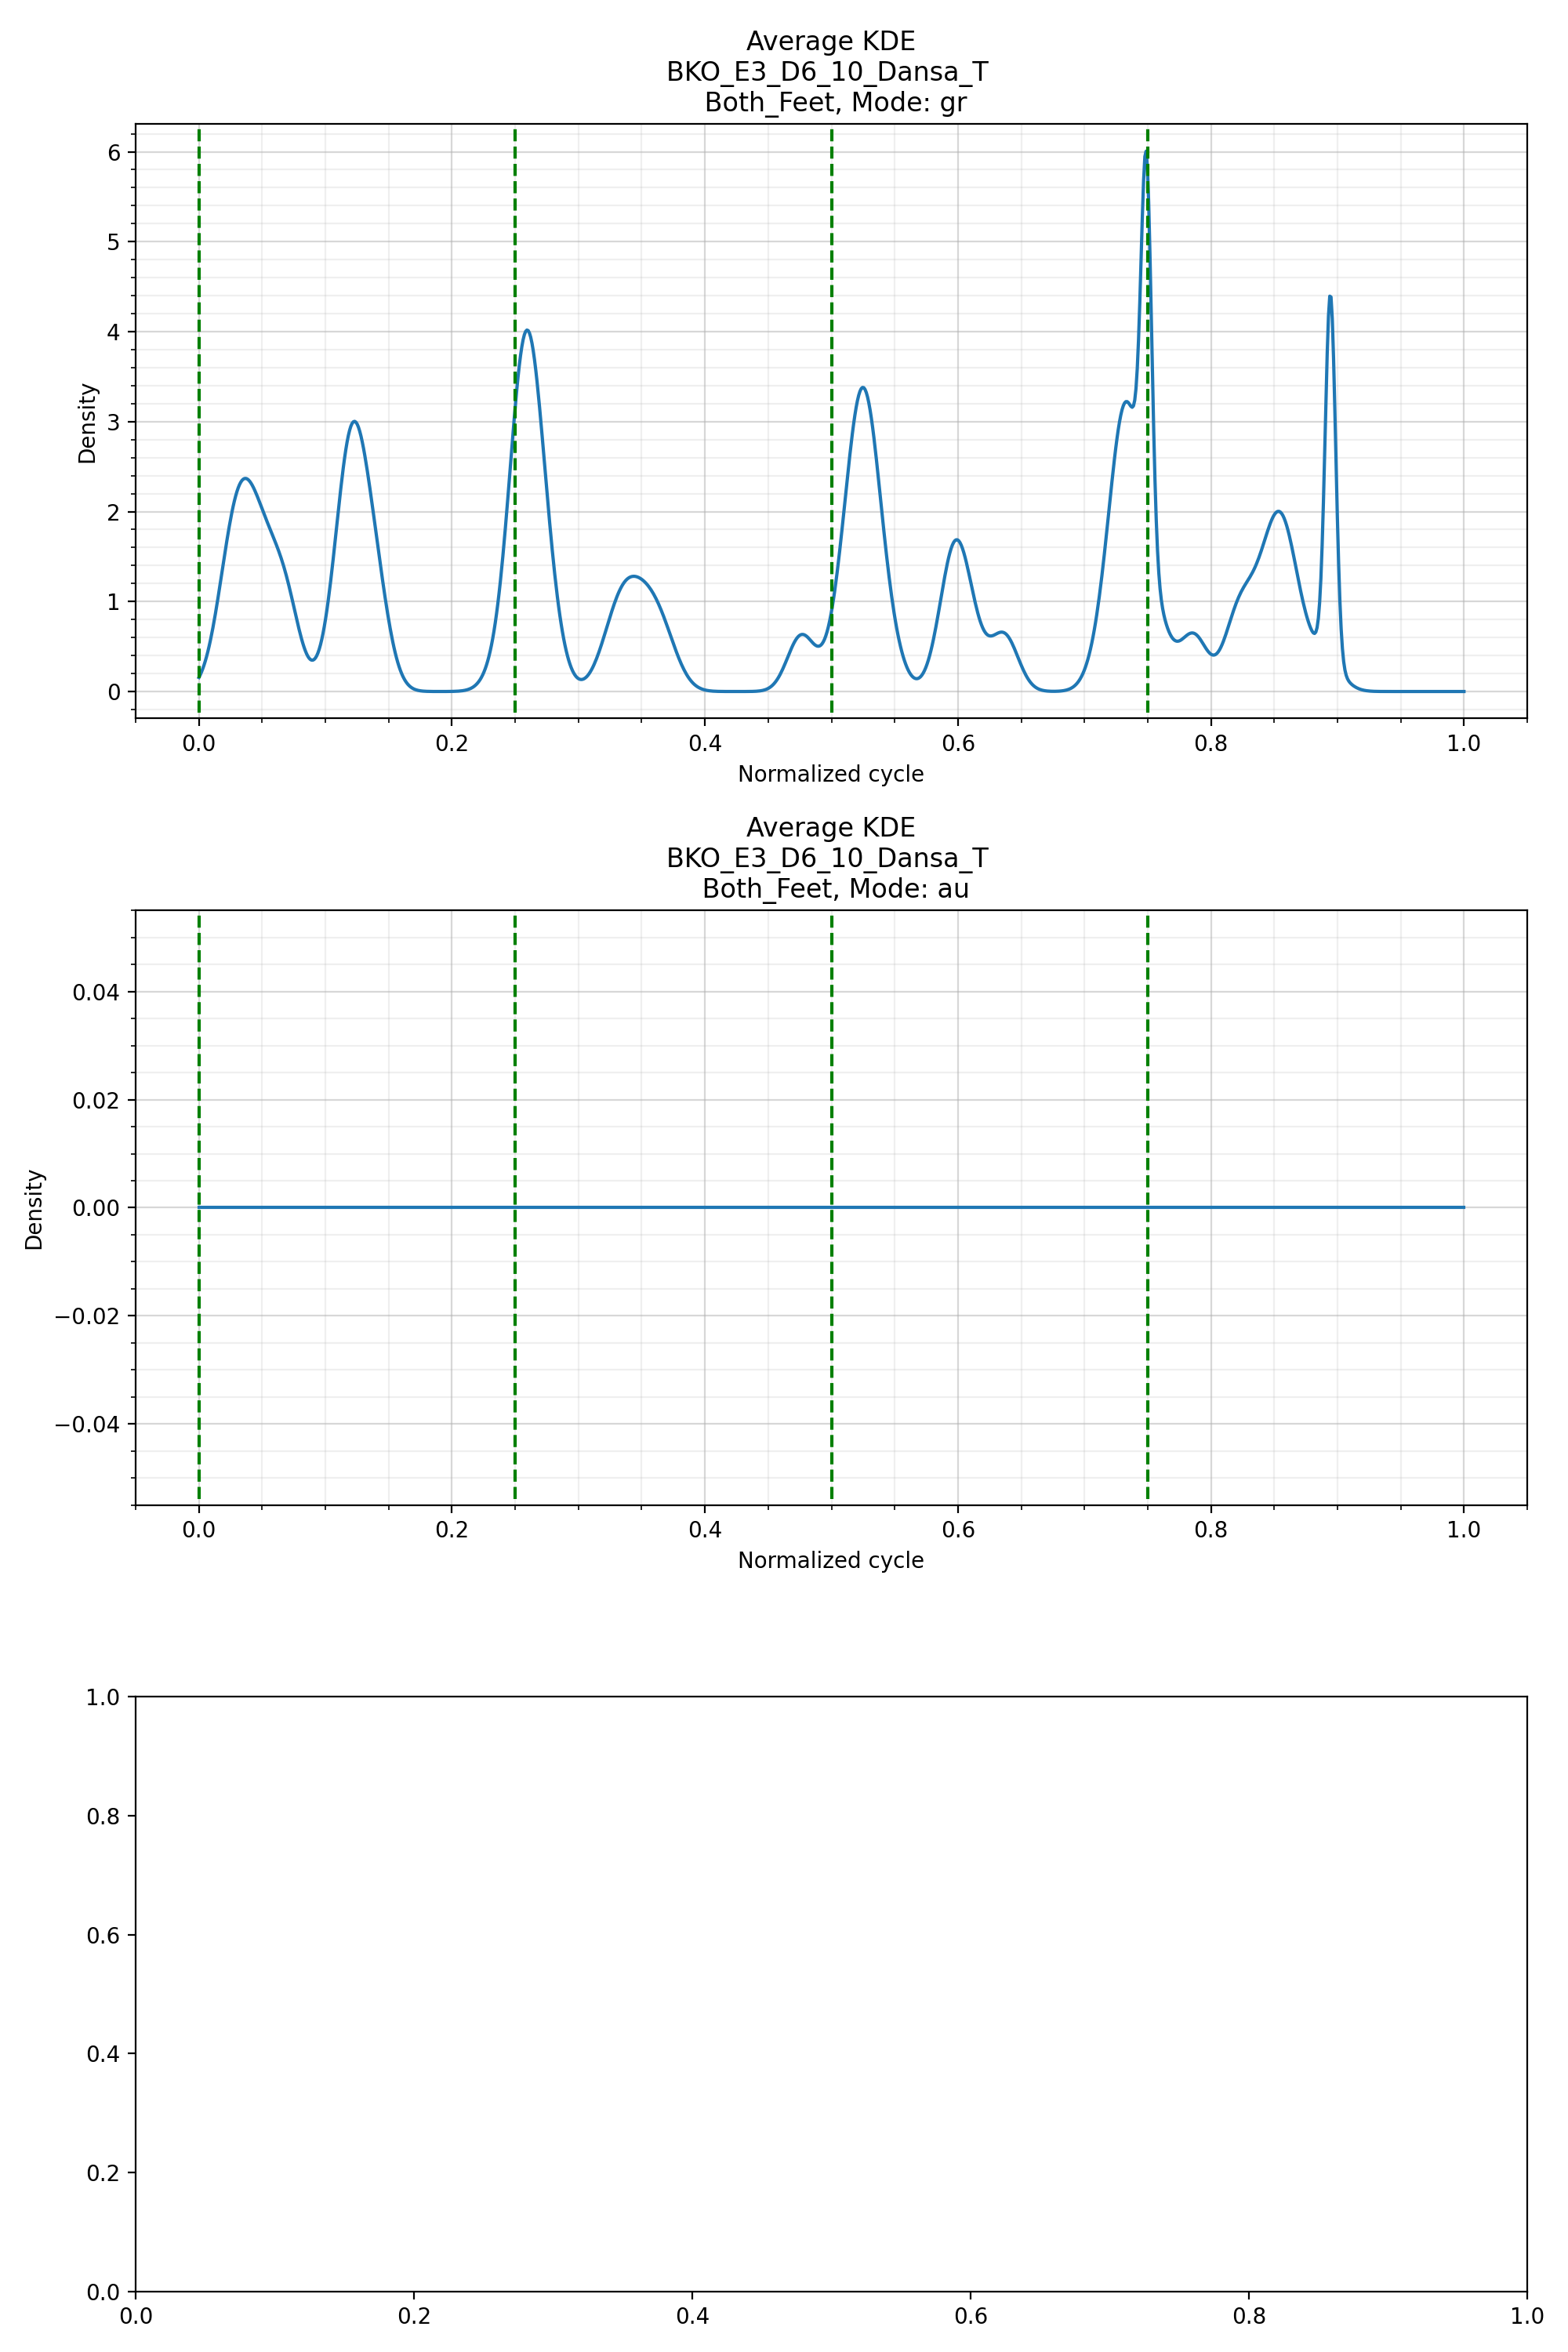 Average KDE
BKO_E3_D6_10_Dansa_T
Both_Feet, Mode: gr
6
5
4
3
2
1
0
Density
0.0 0.2 0.4 0.6 0.8 1.0
Normalized cycle
Average KDE
BKO_E3_D6_10_Dansa_T
Both_Feet, Mode: au
0.04
0.02
0.00
−0.02
−0.04
Density
0.0 0.2 0.4 0.6 0.8 1.0
Normalized cycle
1.0
0.8
0.6
0.4
0.2
0.0
0.0 0.2 0.4 0.6 0.8 1.0